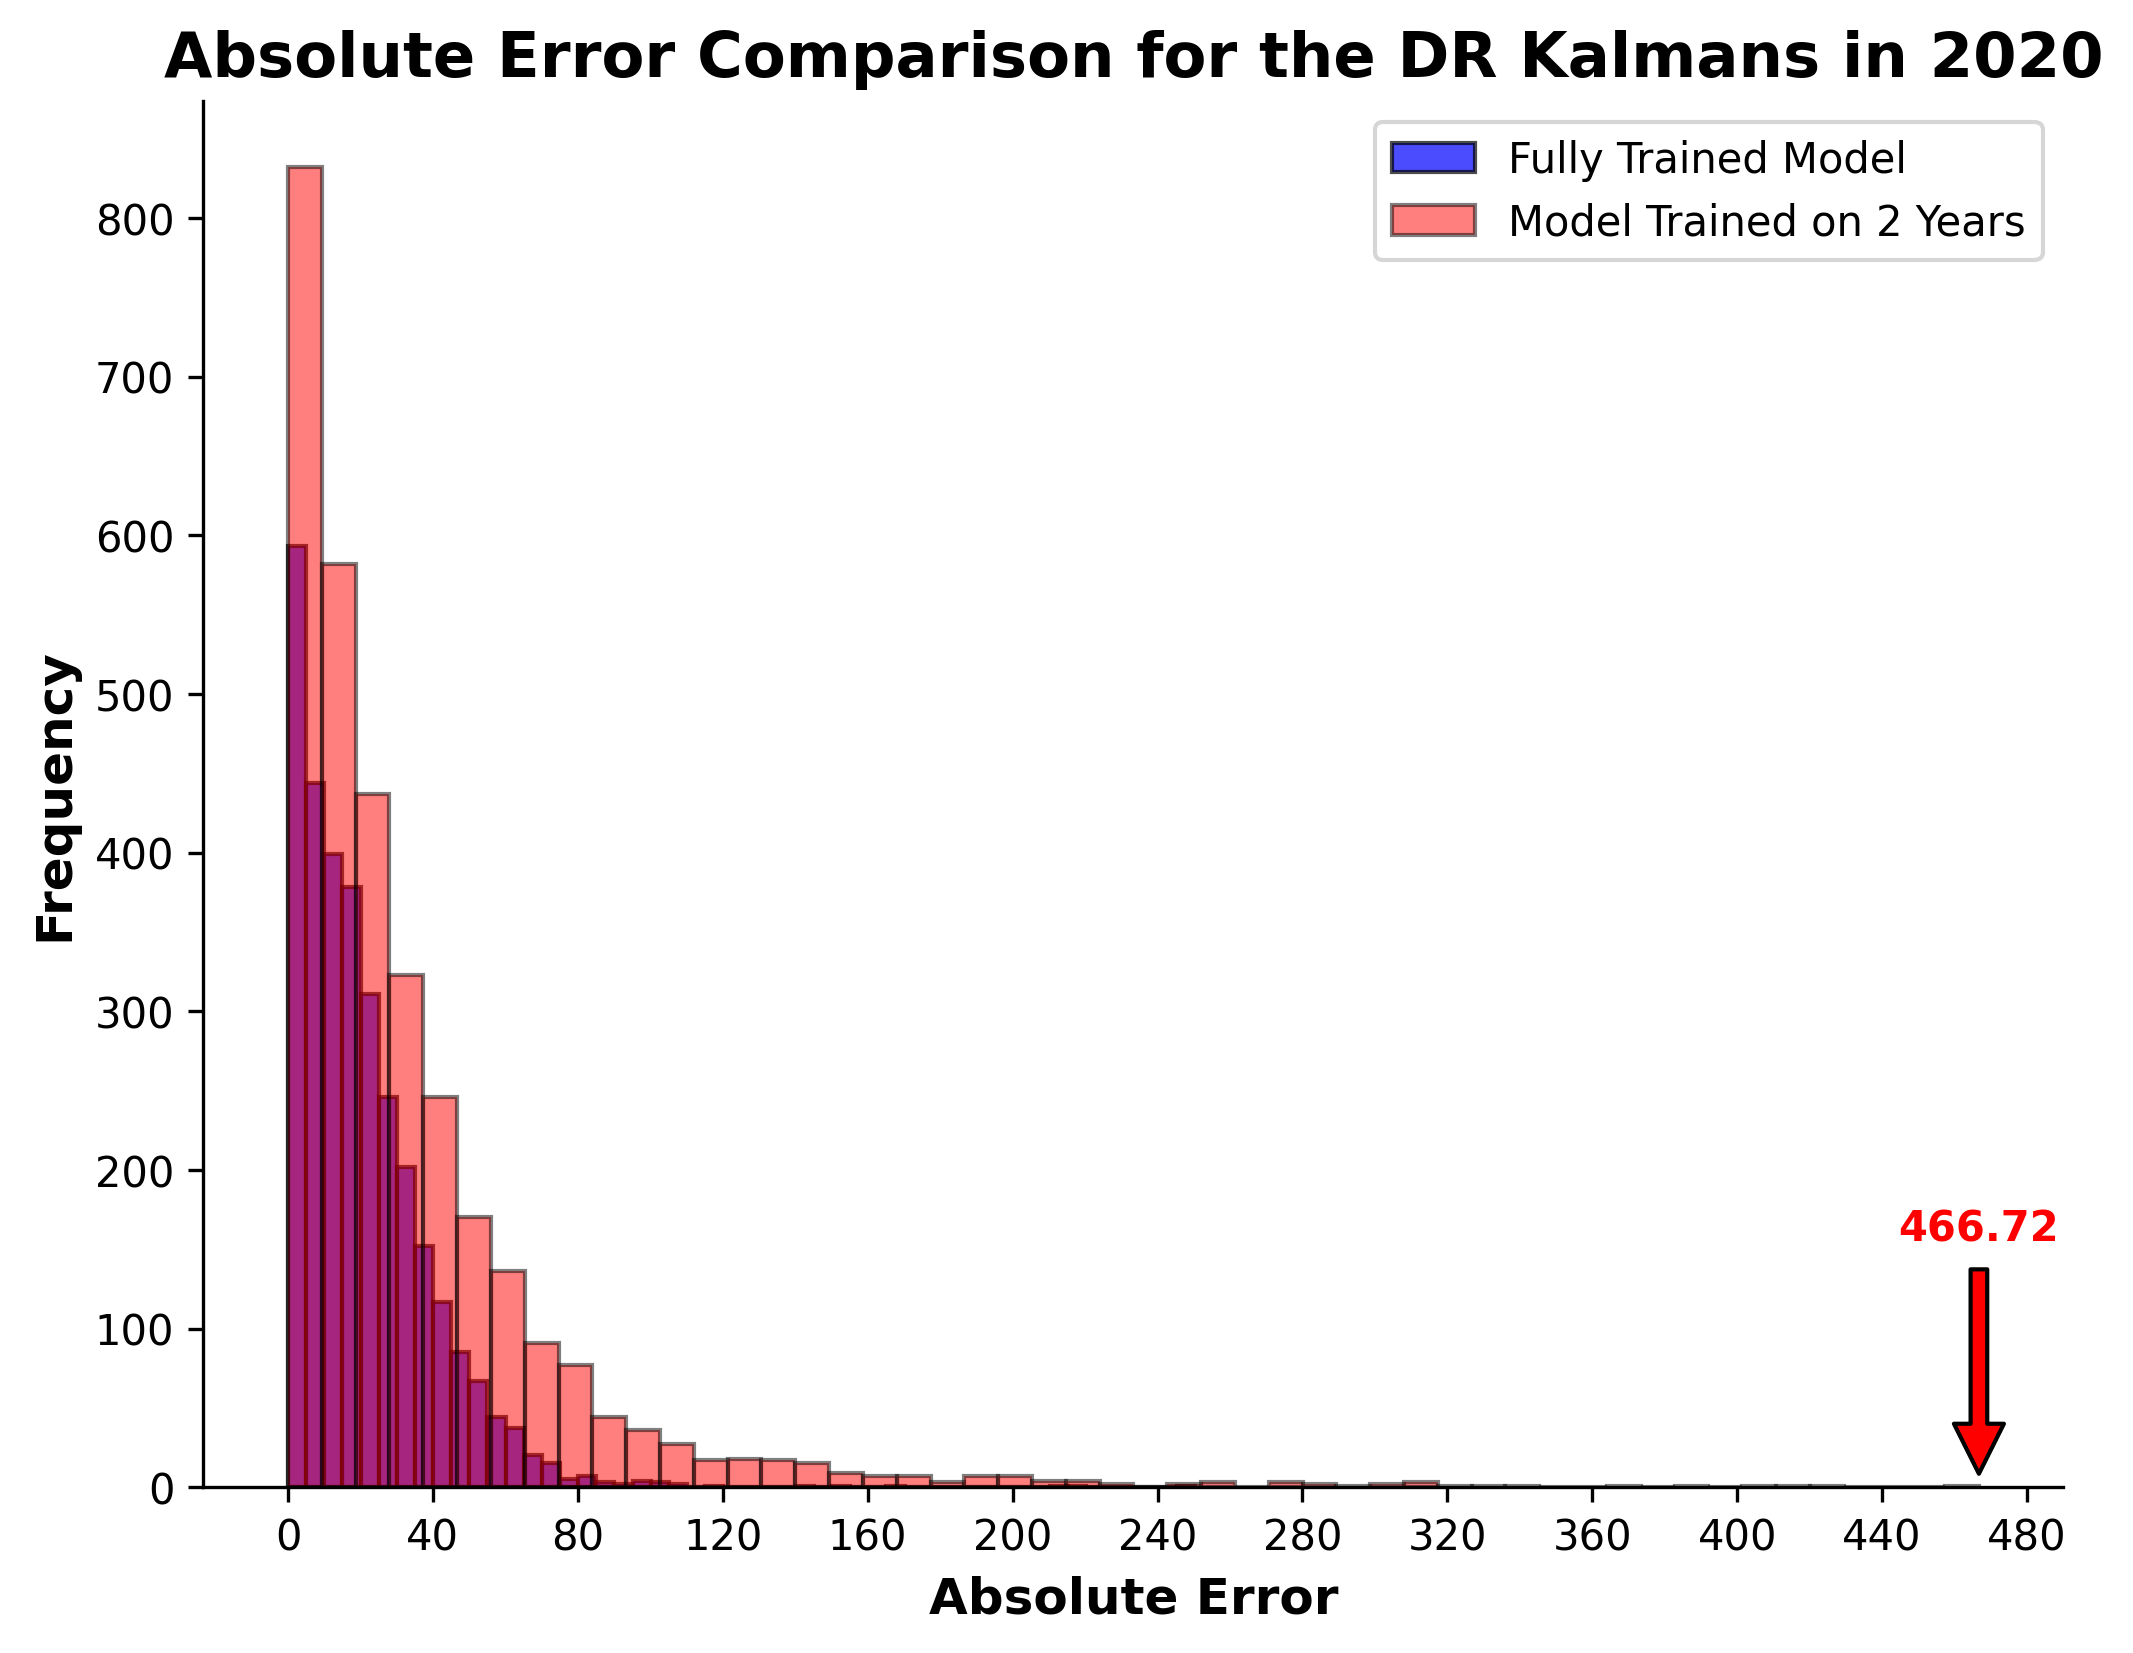 Absolute Error Comparison for the DR Kalmans in 2020
Fully Trained Model
Model Trained on 2 Years
Frequency
800
700
600
500
400
300
200
100
0
466.72
0 40 80 120 160 200 240 280 320 360 400 440 480
Absolute Error